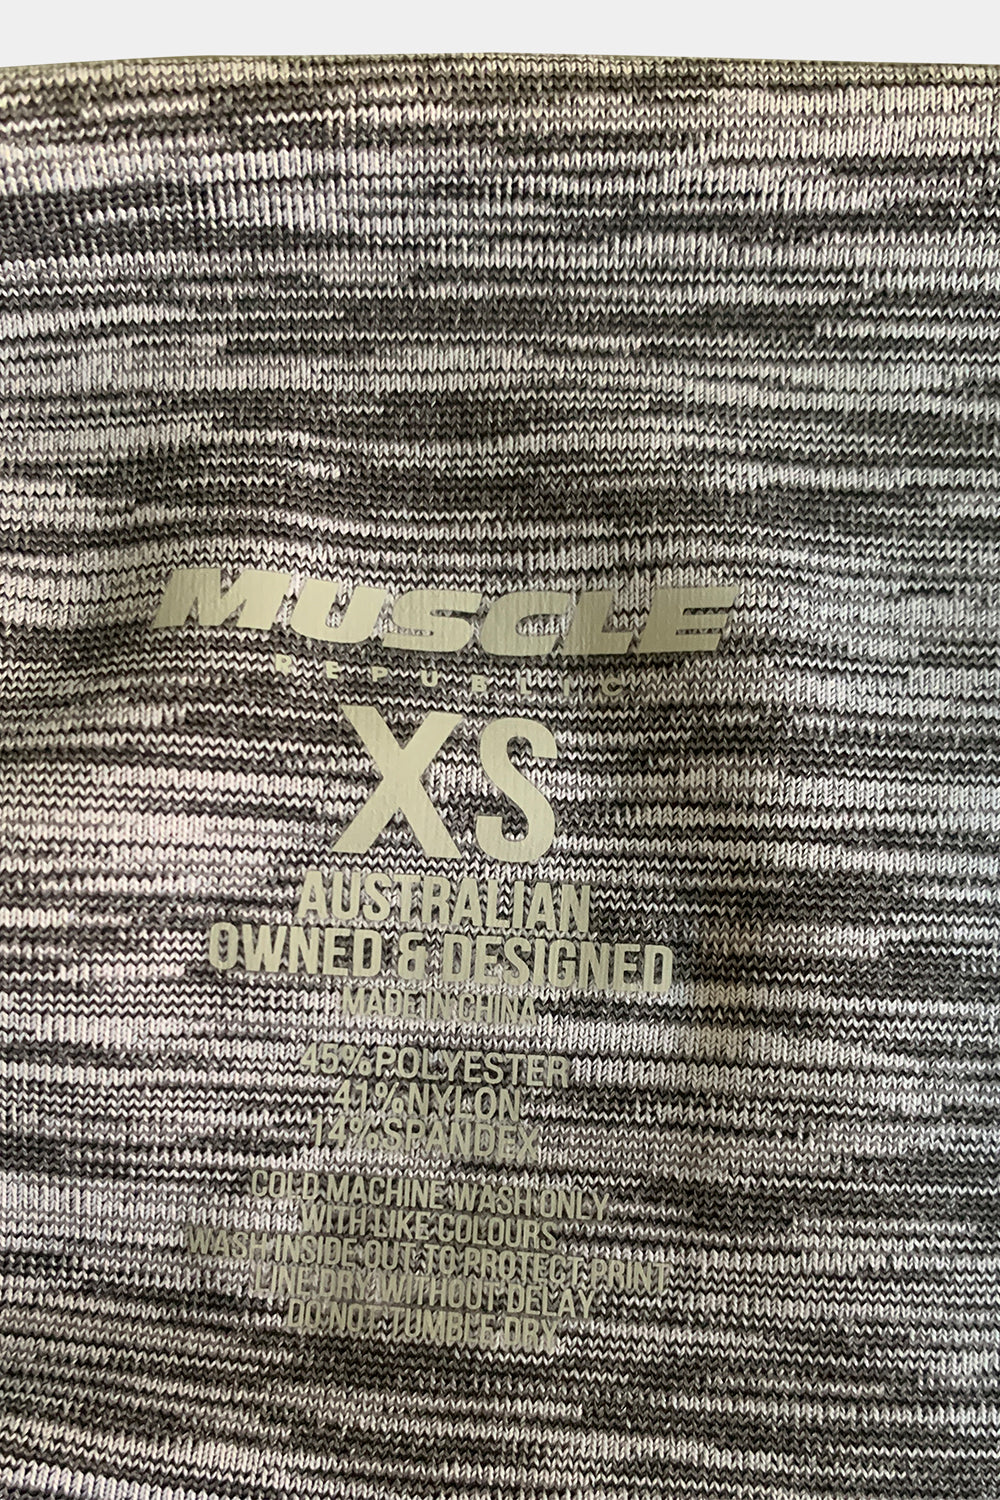 MUSCLE
REPUBLIC
XS
AUSTRALIAN
OWNED & DESIGNED
MADE IN CHINA
45% POLYESTER
41% NYLON
14% SPANDEX
COLD MACHINE WASH ONLY
WITH LIKE COLOURS
WASH INSIDE OUT TO PROTECT PRINT
LINE DRY WITHOUT DELAY
DO NOT TUMBLE DRY